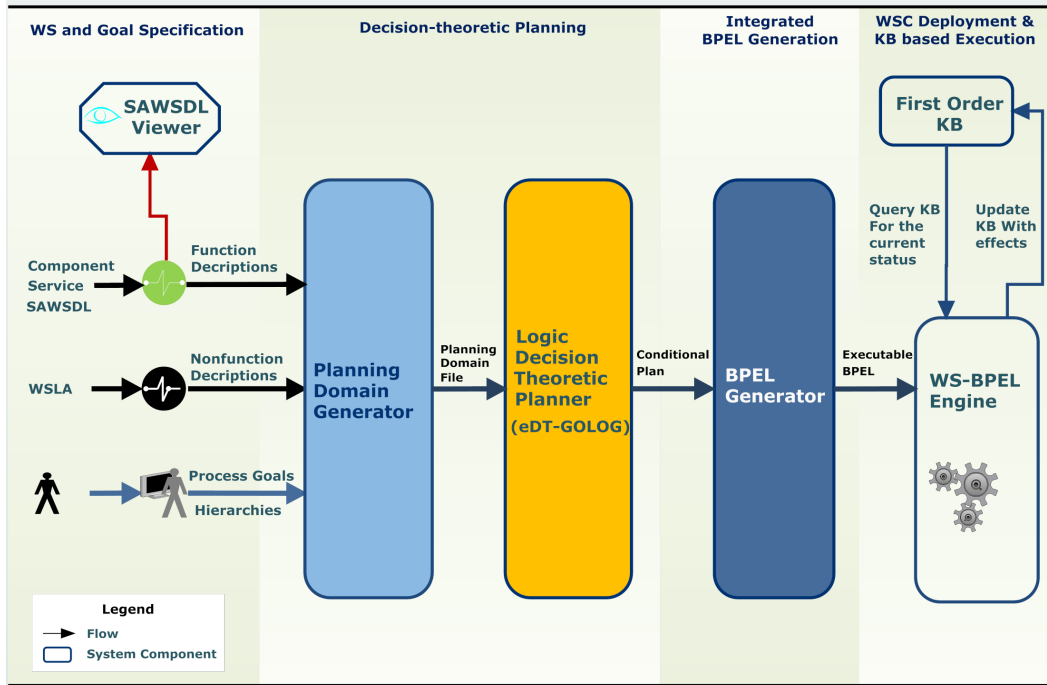 WS and Goal Specification
Decision-theoretic Planning
Integrated
BPEL Generation
WSC Deployment &
KB based Execution
SAWSDL
Viewer
First Order
KB
Query KB
For the
current
status
Update
KB With
effects
Component
Service
SAWSDL
Function
Decriptions
WSLA
Nonfunction
Decriptions
Process Goals
Hierarchies
Planning
Domain
Generator
Planning
Domain
File
Logic
Decision
Theoretic
Planner
(eDT-GOLOG)
Conditional
Plan
BPEL
Generator
Executable
BPEL
WS-BPEL
Engine
Legend
Flow
System Component